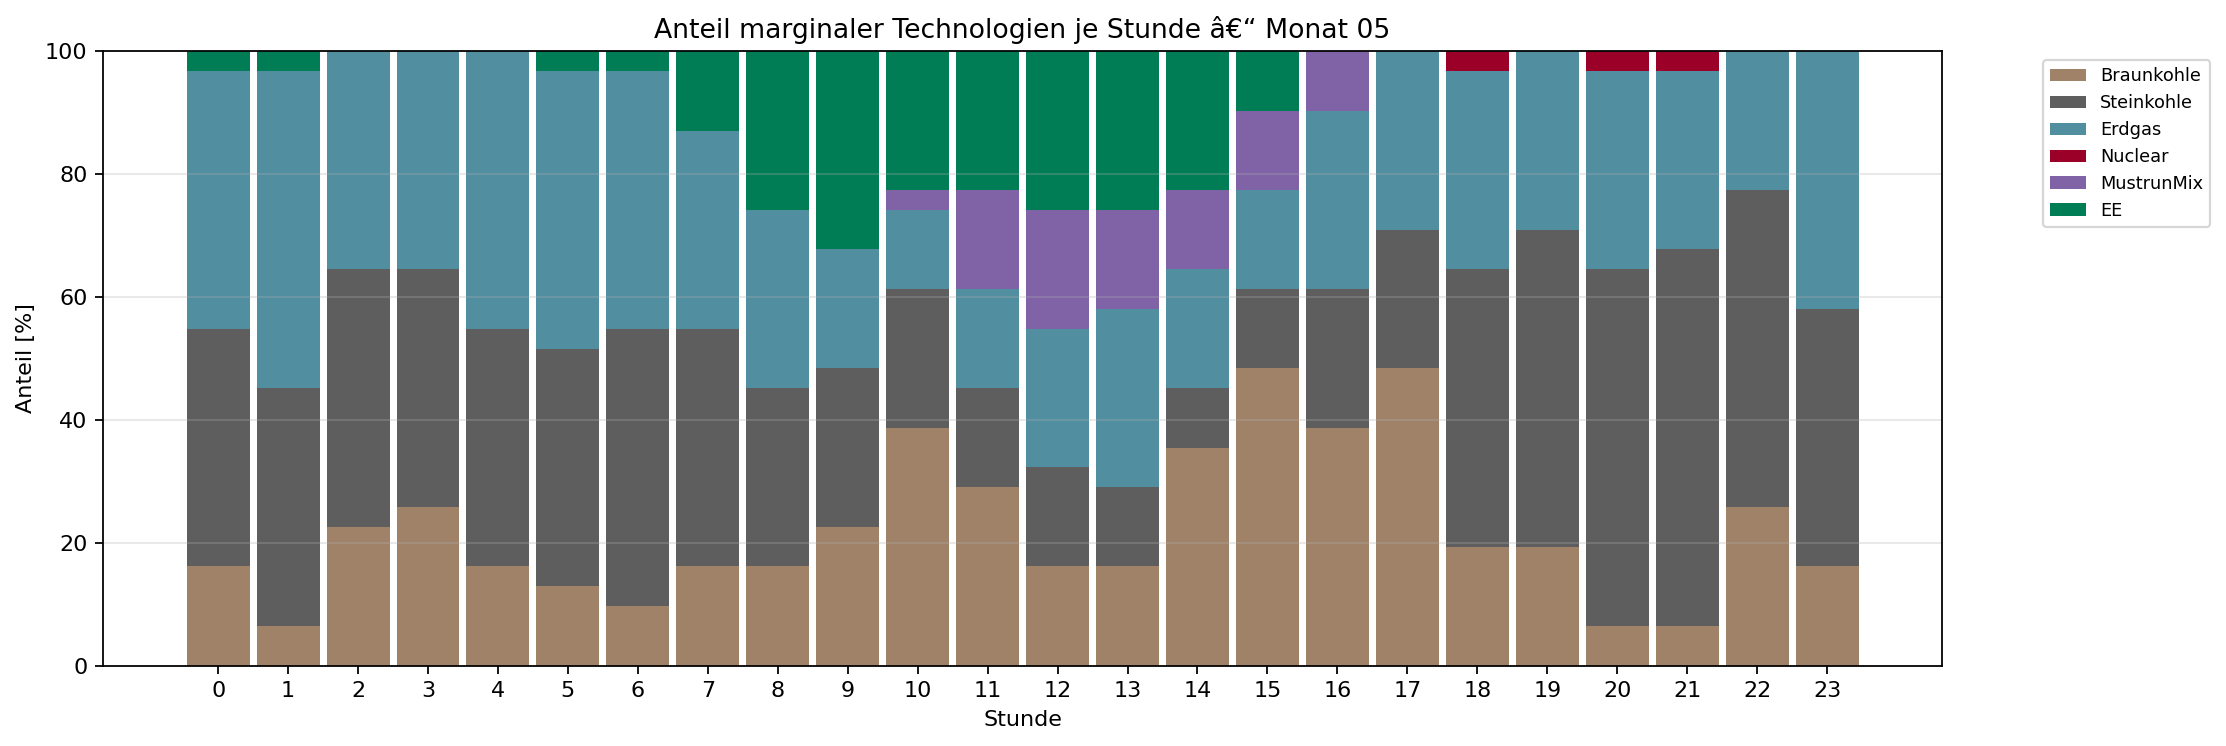 Anteil marginaler Technologien je Stunde â€“ Monat 05
100
80
60
40
20
0
Anteil [%]
0 1 2 3 4 5 6 7 8 9 10 11 12 13 14 15 16 17 18 19 20 21 22 23
Stunde
Braunkohle
Steinkohle
Erdgas
Nuclear
MustrunMix
EE